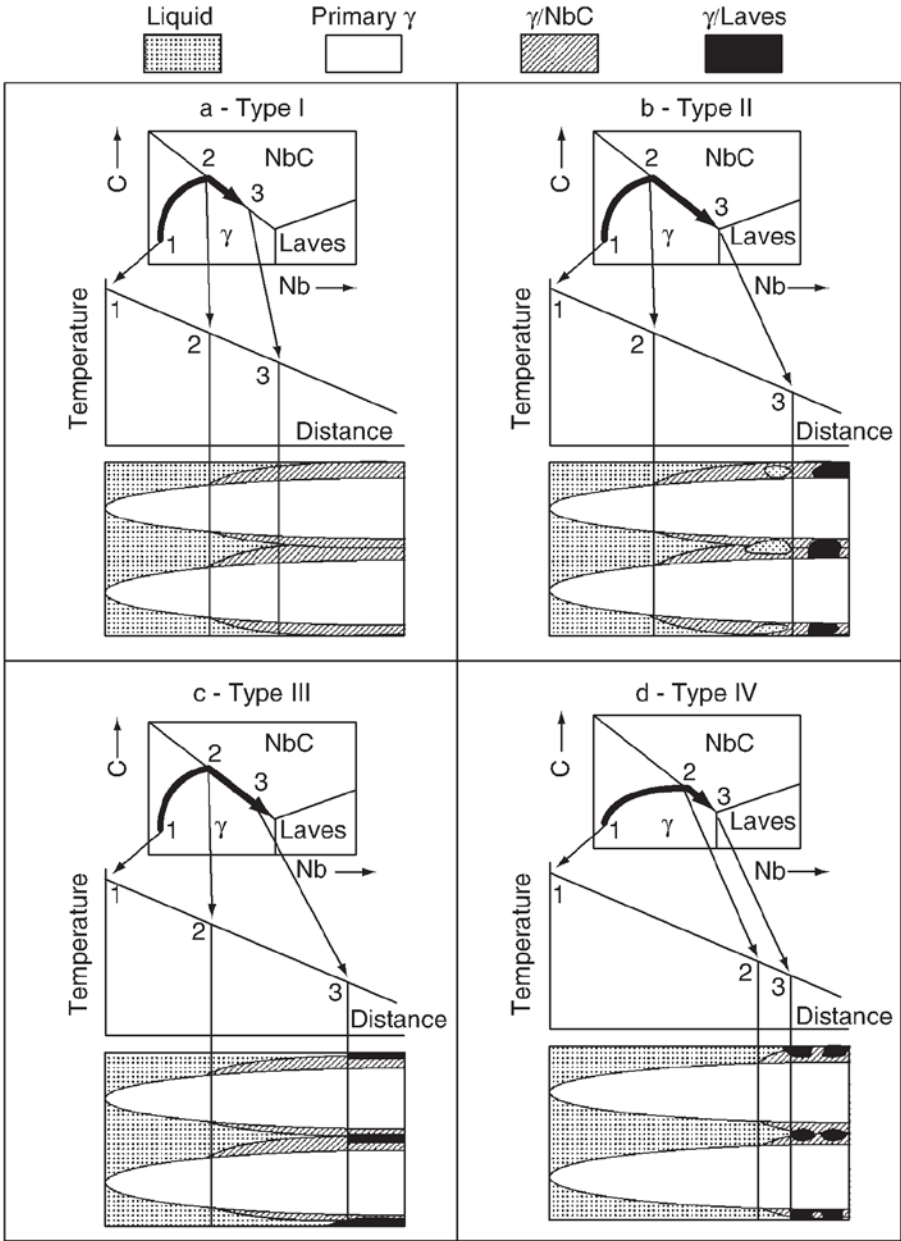 Liquid
Primary γ
γ/NbC
γ/Laves
a - Type I
C
2
NbC
3
1
γ
Laves
Nb
Temperature
1
2
3
Distance
b - Type II
C
2
NbC
3
1
γ
Laves
Nb
Temperature
1
2
3
Distance
c - Type III
C
2
NbC
3
1
γ
Laves
Nb
Temperature
1
2
3
Distance
d - Type IV
C
NbC
2
3
1
γ
Laves
Nb
Temperature
1
2
3
Distance